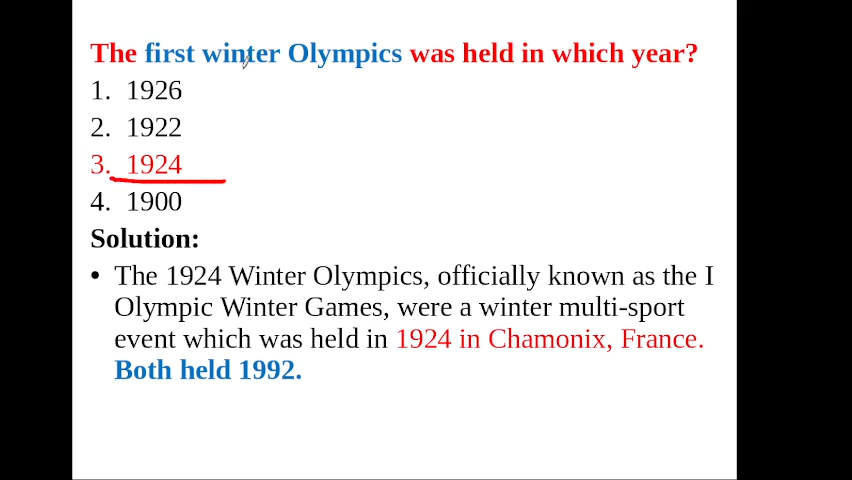 The first winter Olympics was held in which year?
1. 1926
2. 1922
3. 1924
4. 1900
Solution:
• The 1924 Winter Olympics, officially known as the I
Olympic Winter Games, were a winter multi-sport
event which was held in 1924 in Chamonix, France.
Both held 1992.